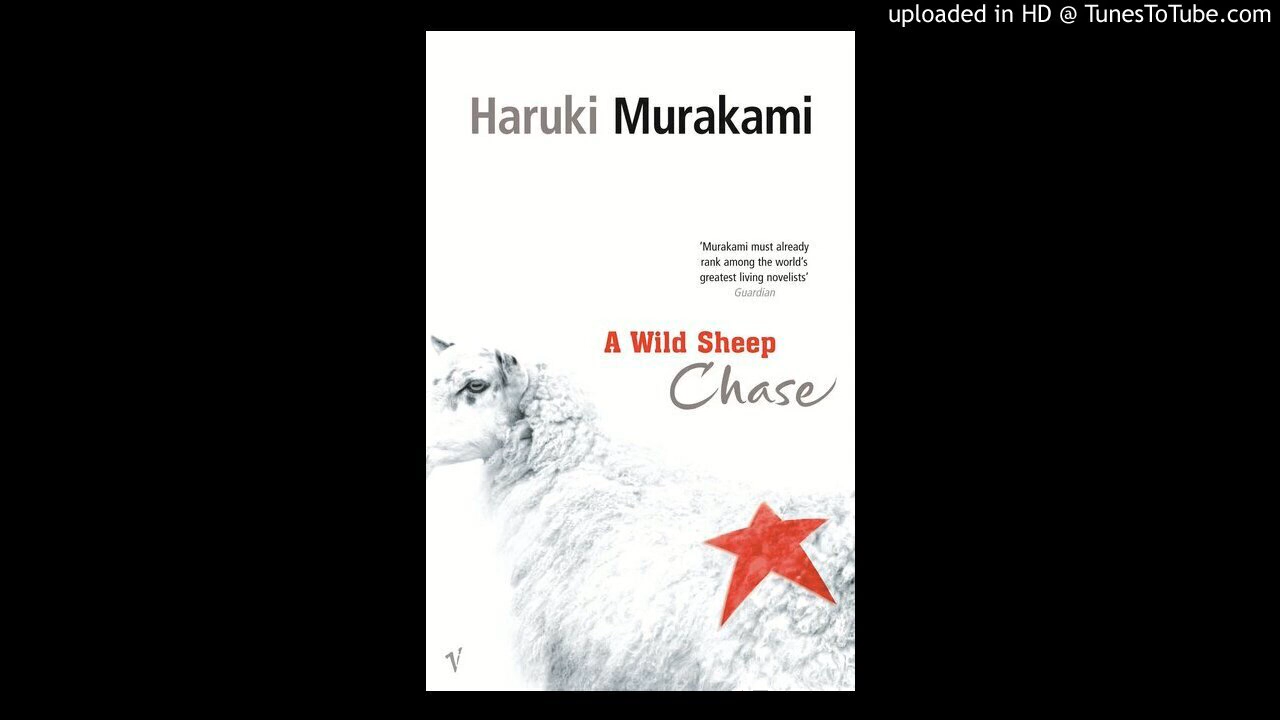 uploaded in HD @ TunesToTube.com
Haruki Murakami
‘Murakami must already
rank among the world’s
greatest living novelists’
Guardian
A Wild Sheep
Chase
V